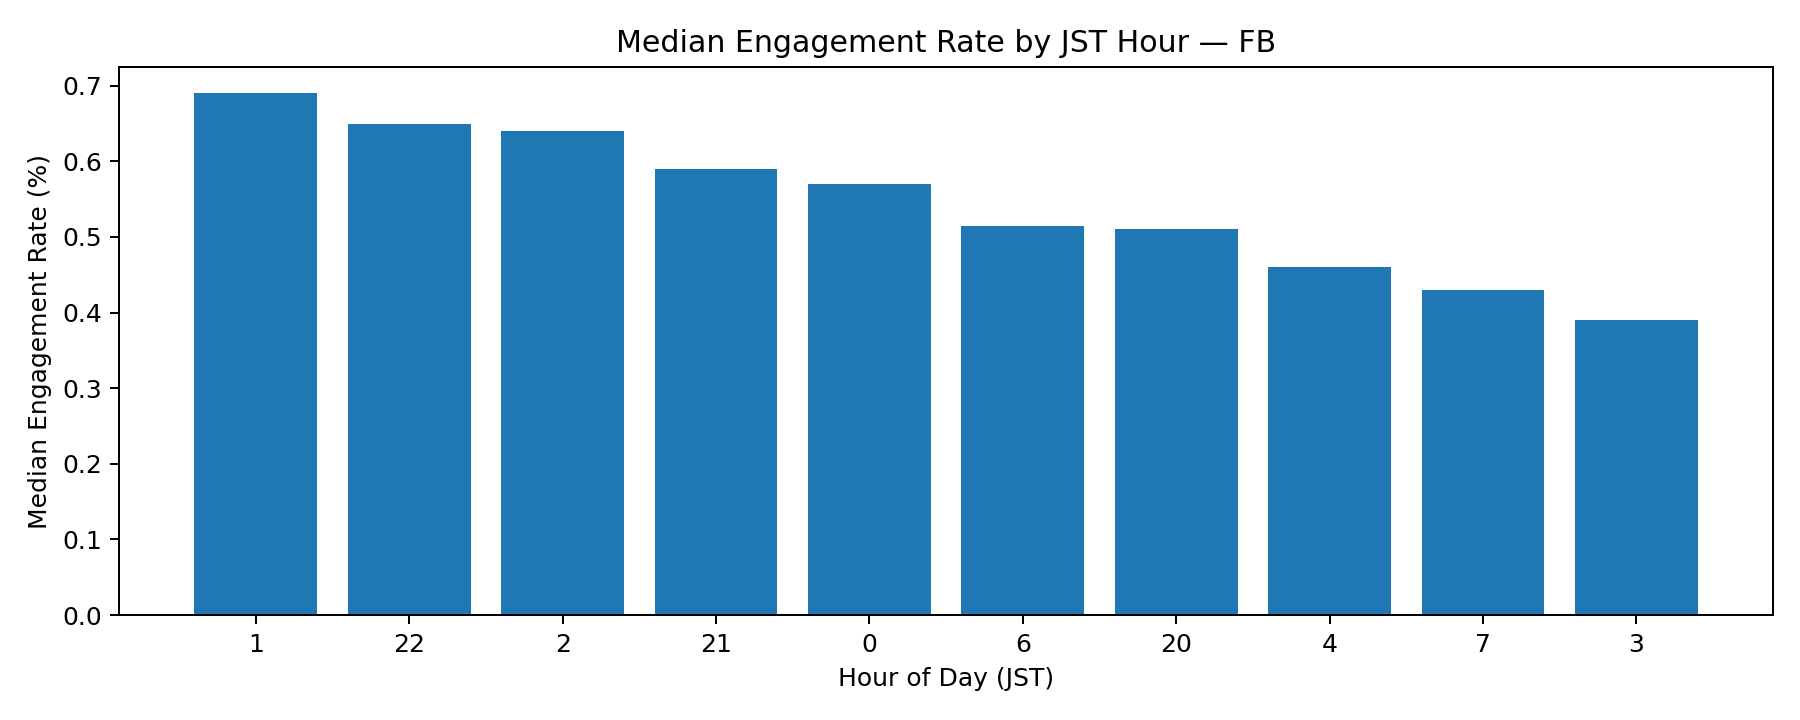 Median Engagement Rate by JST Hour — FB
Median Engagement Rate (%)
0.7
0.6
0.5
0.4
0.3
0.2
0.1
0.0
1 22 2 21 0 6 20 4 7 3
Hour of Day (JST)